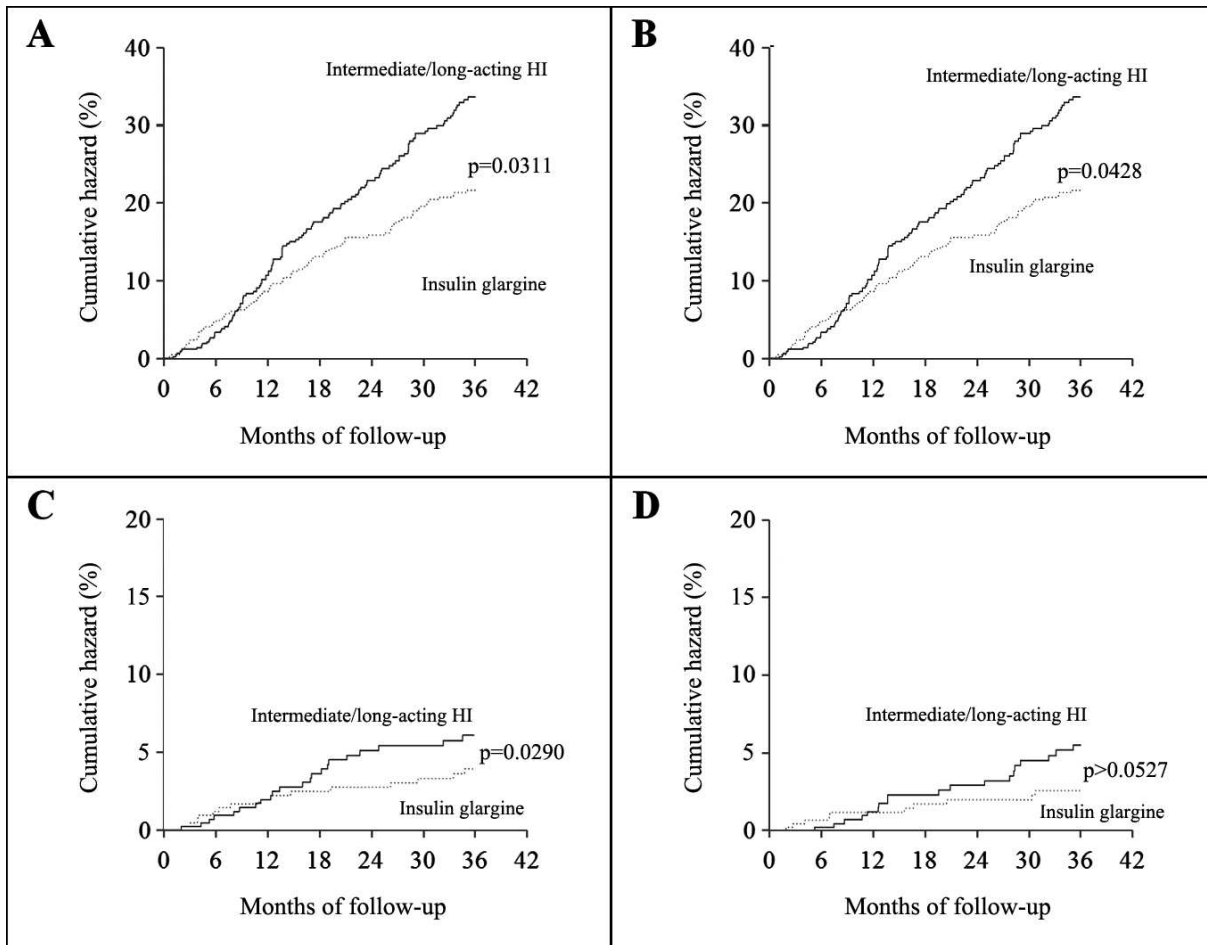 A
40
30
20
10
0
Cumulative hazard (%)
Intermediate/long-acting HI
p=0.0311
Insulin glargine
0 6 12 18 24 30 36 42
Months of follow-up
B
40
30
20
10
0
Cumulative hazard (%)
Intermediate/long-acting HI
p=0.0428
Insulin glargine
0 6 12 18 24 30 36 42
Months of follow-up
C
20
15
10
5
0
Cumulative hazard (%)
Intermediate/long-acting HI
p=0.0290
Insulin glargine
0 6 12 18 24 30 36 42
Months of follow-up
D
20
15
10
5
0
Cumulative hazard (%)
Intermediate/long-acting HI
p>0.0527
Insulin glargine
0 6 12 18 24 30 36 42
Months of follow-up